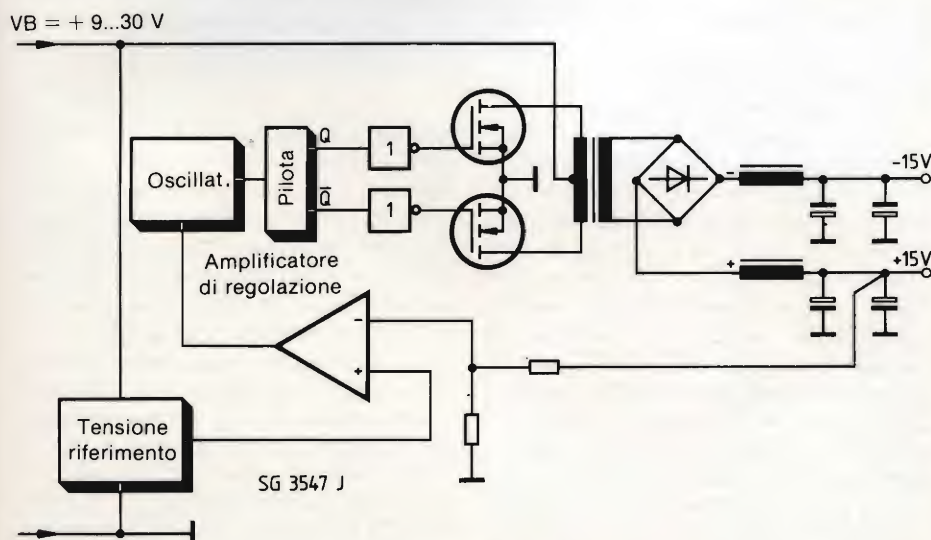 VB = + 9...30 V
Oscillat.
Pilota
Q
Q̅
1
1
Amplificatore
di regolazione
−
+
Tensione
riferimento
SG 3547 J
-
+
−15V
+15V